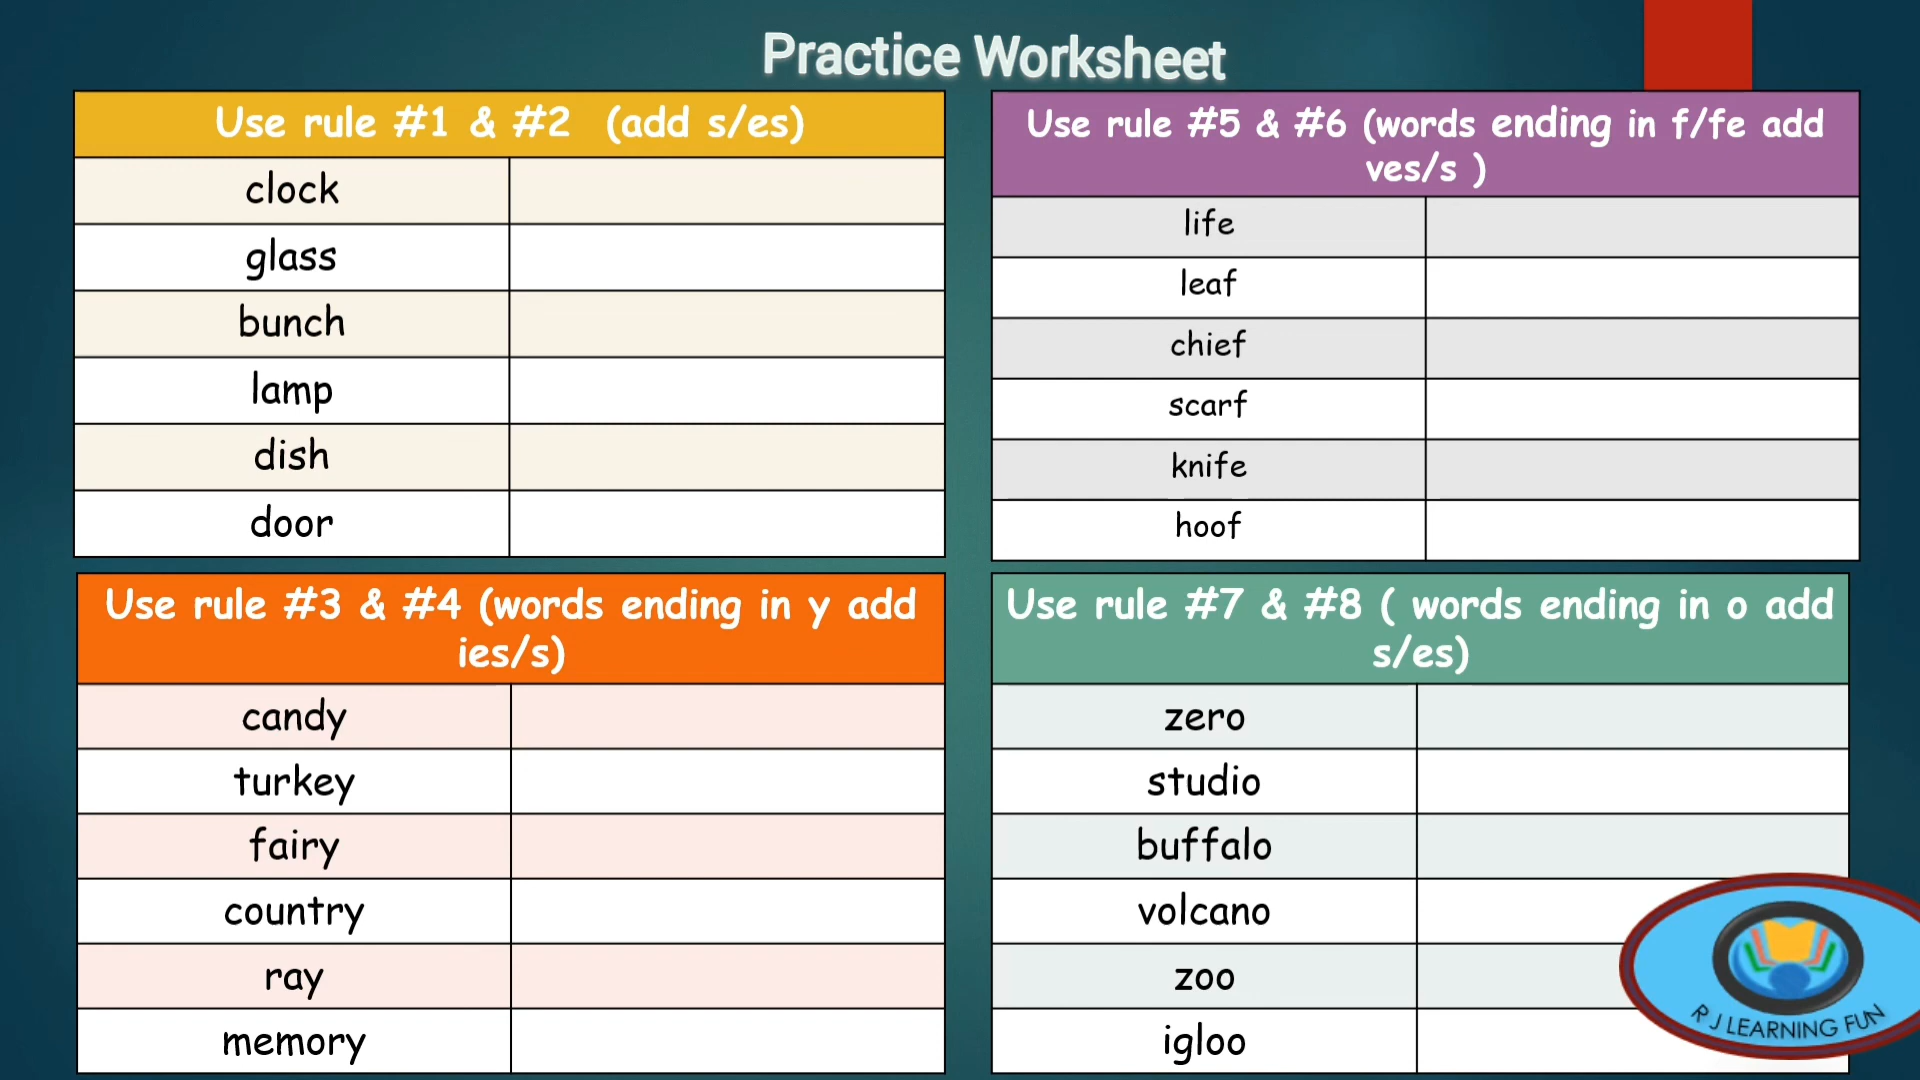 Practice Worksheet
Use rule #1 & #2 (add s/es)
clock
glass
bunch
lamp
dish
door
Use rule #5 & #6 (words ending in f/fe add
ves/s )
life
leaf
chief
scarf
knife
hoof
Use rule #3 & #4 (words ending in y add
ies/s)
candy
turkey
fairy
country
ray
memory
Use rule #7 & #8 ( words ending in o add
s/es)
zero
studio
buffalo
volcano
zoo
igloo
R J LEARNING FUN